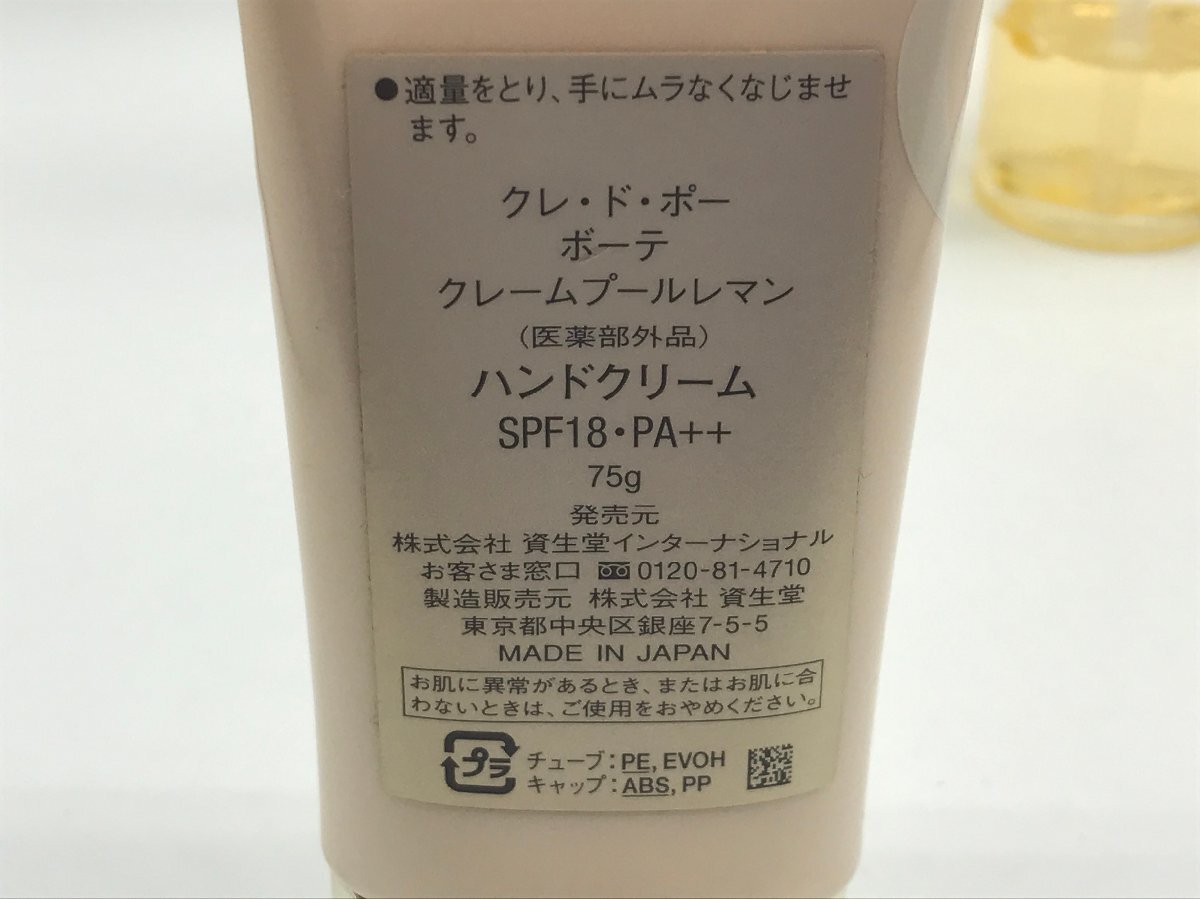 ●適量をとり、手にムラなくなじませ
ます。
クレ・ド・ポー
ボーテ
クレームプールレマン
（医薬部外品）
ハンドクリーム
SPF18・PA++
75g
発売元
株式会社 資生堂インターナショナル
お客さま窓口 0120-81-4710
製造販売元 株式会社 資生堂
東京都中央区銀座7-5-5
MADE IN JAPAN
お肌に異常があるとき、またはお肌に合
わないときは、ご使用をおやめください。
プラ
チューブ：PE, EVOH
キャップ：ABS, PP